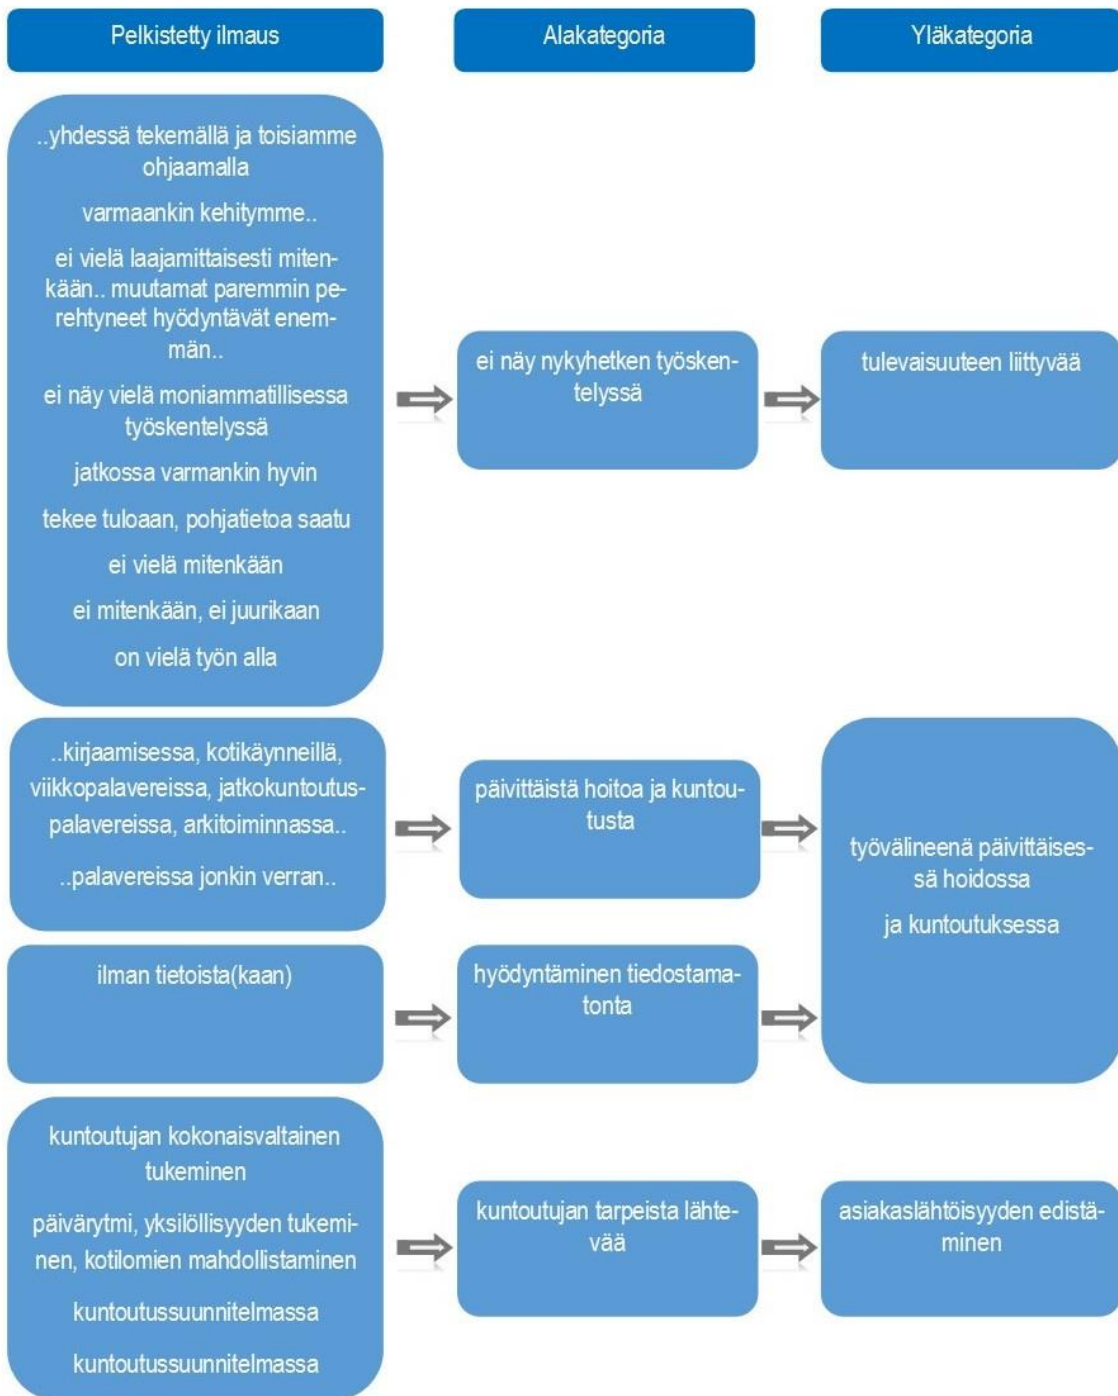 Pelkistetty ilmaus
Alakategoria
Yläkategoria
..yhdessä tekemällä ja toisiamme
ohjaamalla
varmaankin kehitymme..
ei vielä laajamittaisesti miten-
kään.. muutamat paremmin pe-
rehtyneet hyödyntävät enem-
män..
ei näy vielä moniammatillisessa
työskentelyssä
jatkossa varmankin hyvin
tekee tuloaan, pohjatietoa saatu
ei vielä mitenkään
ei mitenkään, ei juurikaan
on vielä työn alla
ei näy nykyhetken työsken-
telyssä
tulevaisuuteen liittyvää
..kirjaamisessa, kotikäynneillä,
viikkopalavereissa, jatkokuntoutus-
palavereissa, arkitoiminnassa..
..palavereissa jonkin verran..
päivittäistä hoitoa ja kuntou-
tusta
työvälineenä päivittäises-
sä hoidossa
ja kuntoutuksessa
ilman tietoista(kaan)
hyödyntäminen tiedostama-
tonta
kuntoutujan kokonaisvaltainen
tukeminen
päivärytmi, yksilöllisyyden tukemi-
nen, kotilomien mahdollistaminen
kuntoutussuunnitelmassa
kuntoutussuunnitelmassa
kuntoutujan tarpeista lähte-
vää
asiakaslähtöisyyden edistä-
minen